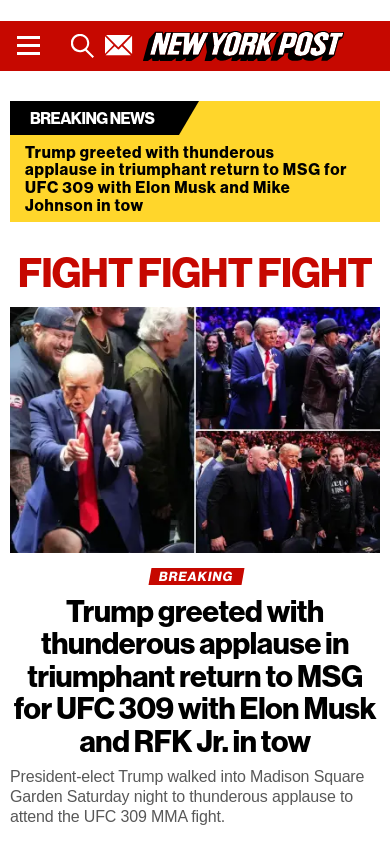 NEW YORK POST
BREAKING NEWS
Trump greeted with thunderous
applause in triumphant return to MSG for
UFC 309 with Elon Musk and Mike
Johnson in tow
FIGHT FIGHT FIGHT
BREAKING
Trump greeted with
thunderous applause in
triumphant return to MSG
for UFC 309 with Elon Musk
and RFK Jr. in tow
President-elect Trump walked into Madison Square
Garden Saturday night to thunderous applause to
attend the UFC 309 MMA fight.